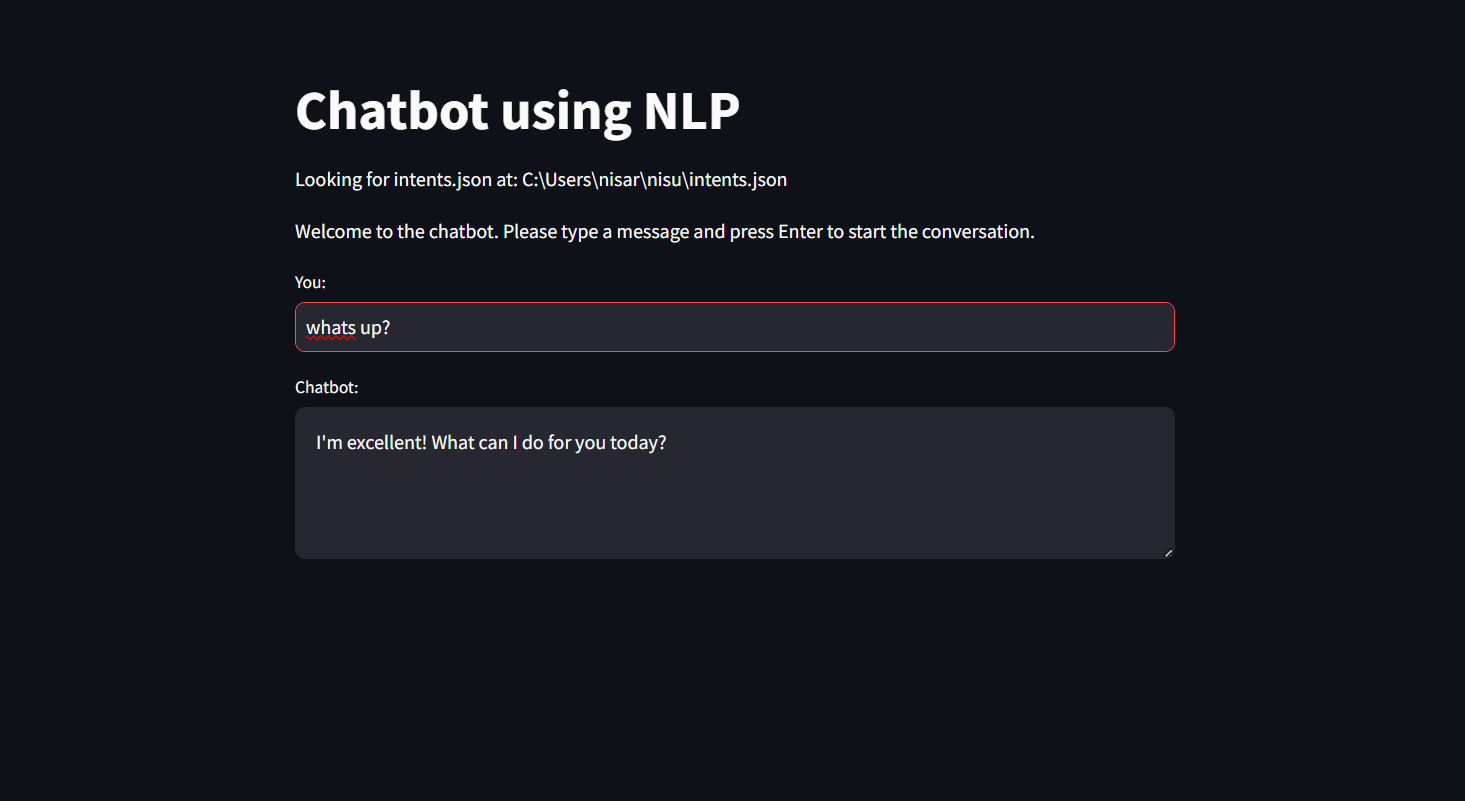 Chatbot using NLP
Looking for intents.json at: C:\Users\nisar\nisu\intents.json
Welcome to the chatbot. Please type a message and press Enter to start the conversation.
You:
whats up?
Chatbot:
I'm excellent! What can I do for you today?